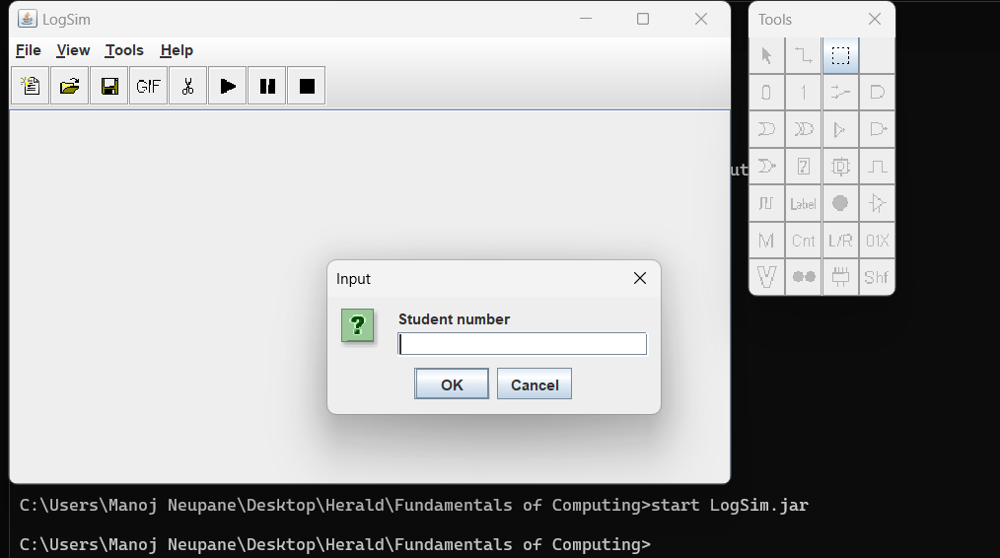 LogSim
File View Tools Help
GIF
Input
Student number
OK Cancel
Tools
0 1
?
D
Label
M Cnt L/R 01X
Shf
ut
C:\Users\Manoj Neupane\Desktop\Herald\Fundamentals of Computing>start LogSim.jar
C:\Users\Manoj Neupane\Desktop\Herald\Fundamentals of Computing>